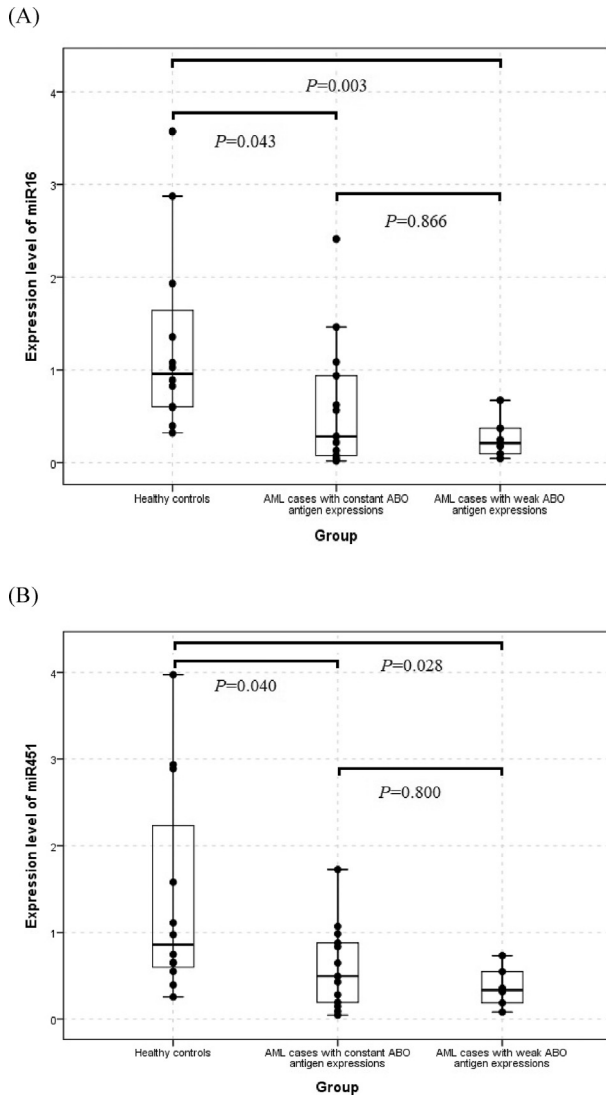 (A)
4
3
2
1
0
Expression level of miR16
P=0.003
P=0.043
P=0.866
Healthy controls
AML cases with constant ABO
antigen expressions
AML cases with weak ABO
antigen expressions
Group
(B)
4
3
2
1
0
Expression level of miR451
P=0.028
P=0.040
P=0.800
Healthy controls
AML cases with constant ABO
antigen expressions
AML cases with weak ABO
antigen expressions
Group